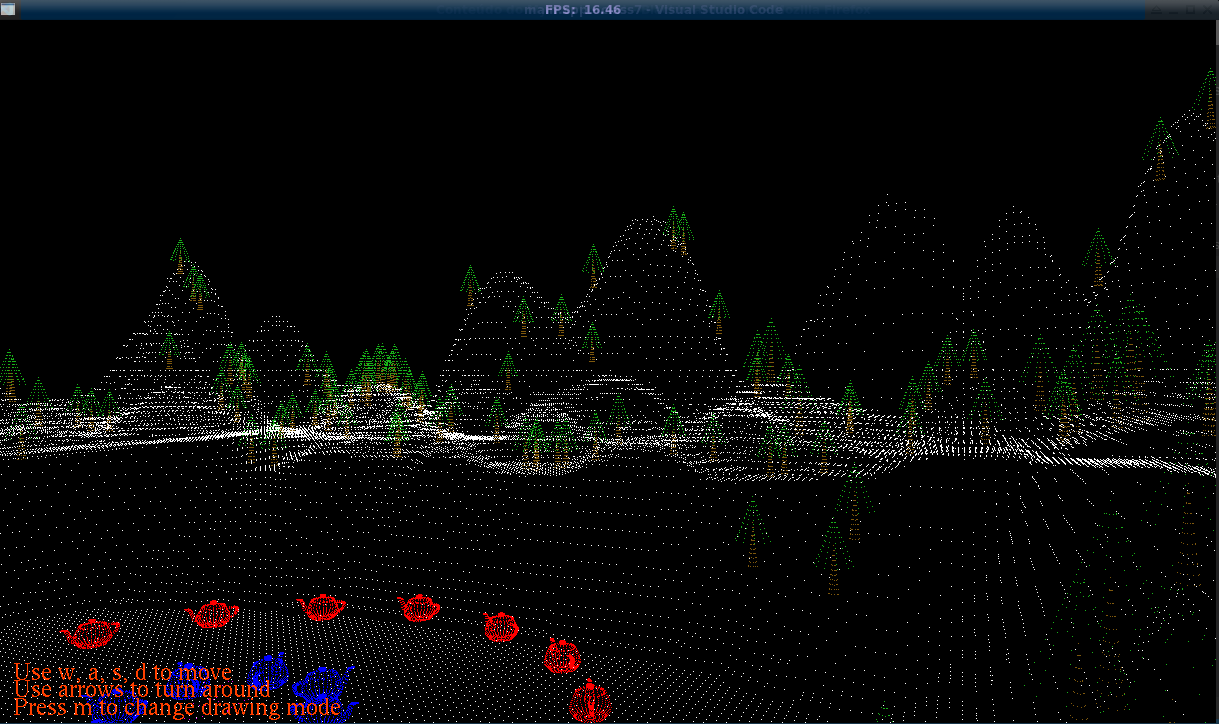 FPS: 16.46
ss7 - Visual Studio Code
Use w, a, s, d to move
Use arrows to turn around
Press m to change drawing mode